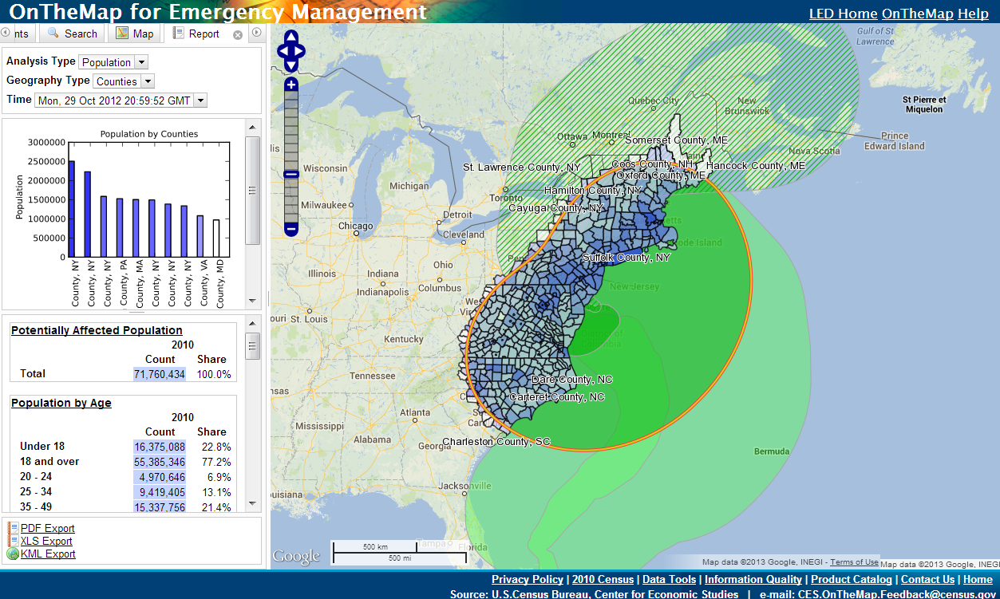 OnTheMap for Emergency Management
LED Home OnTheMap Help
nts Search Map Report
Analysis Type Population
Geography Type Counties
Time Mon, 29 Oct 2012 20:59:52 GMT
Population by Counties
3000000
2500000
2000000
1500000
1000000
500000
0
Population
County, NY
County, NY
County, NY
County, PA
County, MA
County, NY
County, NY
County, NY
County, VA
County, MD
Potentially Affected Population
2010
Count Share
Total 71,760,434 100.0%
Population by Age
2010
Count Share
Under 18 16,375,088 22.8%
18 and over 55,385,346 77.2%
20 - 24 4,970,646 6.9%
25 - 34 9,419,405 13.1%
35 - 49 15,337,756 21.4%
PDF Export
XLS Export
KML Export
Gulf of St
Lawrence
St Pierre et
Miquelon
Quebec City
New
Brunswick
Prince
Edward Island
Nova Scotia
Ottawa
Montreal
Somerset County, ME
Coos County, NH
Hancock County, ME
Oxford County, ME
St. Lawrence County, NY
Hamilton County, NY
Toronto
Cayuga County, NY
Wisconsin
Michigan
Milwaukee
Detroit
Chicago
Cleveland
Suffolk County, NY
New Jersey
Ohio
Illinois
Indiana
Columbus
Indianapolis
St. Louis
Kentucky
Tennessee
Dare County, NC
Carteret County, NC
Atlanta
Mississippi
Alabama
Georgia
Charleston County, SC
Bermuda
Jacksonville
Tampa
Florida
Google
500 km
500 mi
Map data ©2013 Google, INEGI - Terms of Use
Map data ©2013 Google, INEGI
Privacy Policy | 2010 Census | Data Tools | Information Quality | Product Catalog | Contact Us | Home
Source: U.S.Census Bureau, Center for Economic Studies | e-mail: CES.OnTheMap.Feedback@census.gov